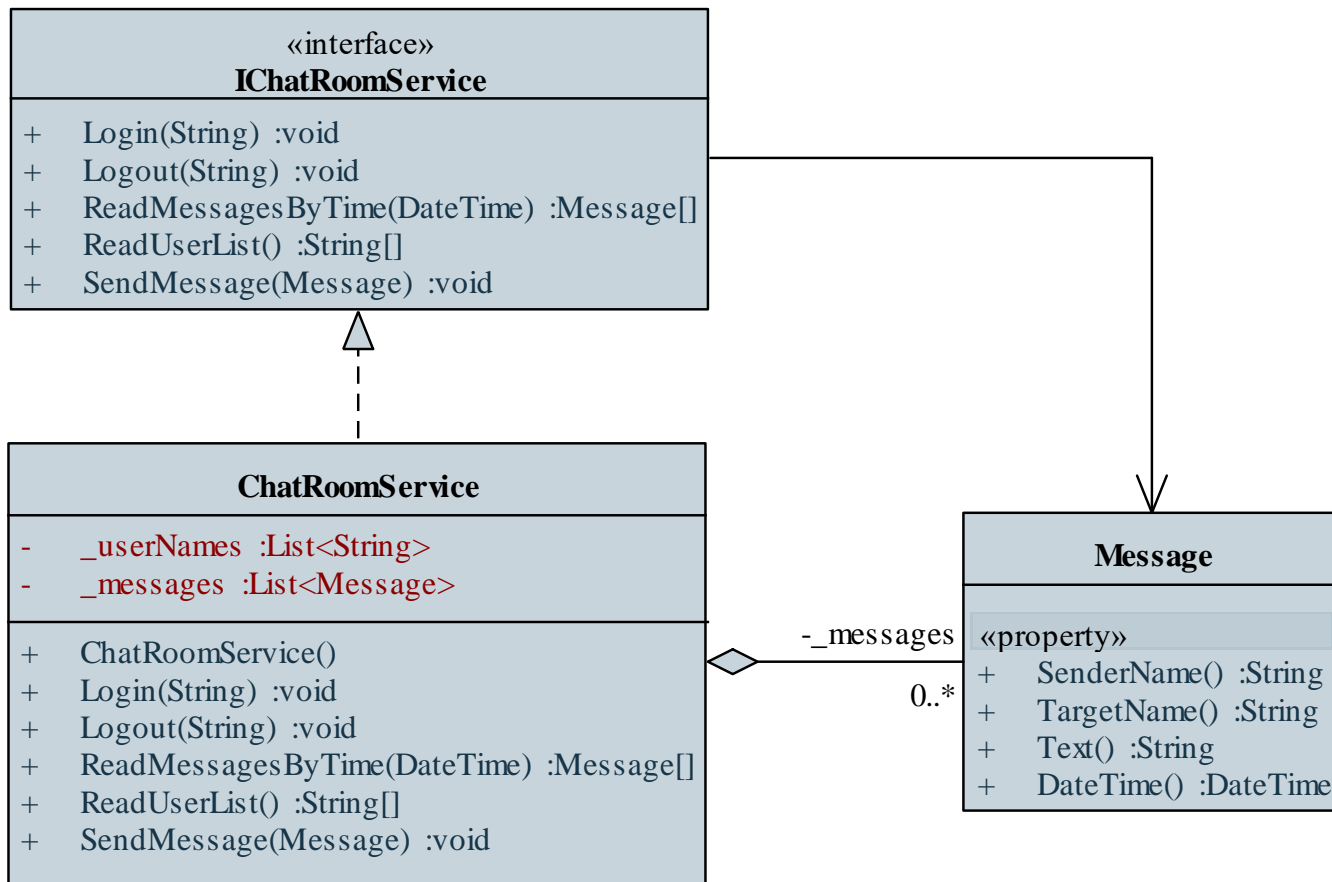 «interface»
IChatRoomService
+ Login(String) :void
+ Logout(String) :void
+ ReadMessagesByTime(DateTime) :Message[]
+ ReadUserList() :String[]
+ SendMessage(Message) :void
ChatRoomService
- _userNames :List<String>
- _messages :List<Message>
+ ChatRoomService()
+ Login(String) :void
+ Logout(String) :void
+ ReadMessagesByTime(DateTime) :Message[]
+ ReadUserList() :String[]
+ SendMessage(Message) :void
-_messages
0..*
Message
«property»
+ SenderName() :String
+ TargetName() :String
+ Text() :String
+ DateTime() :DateTime